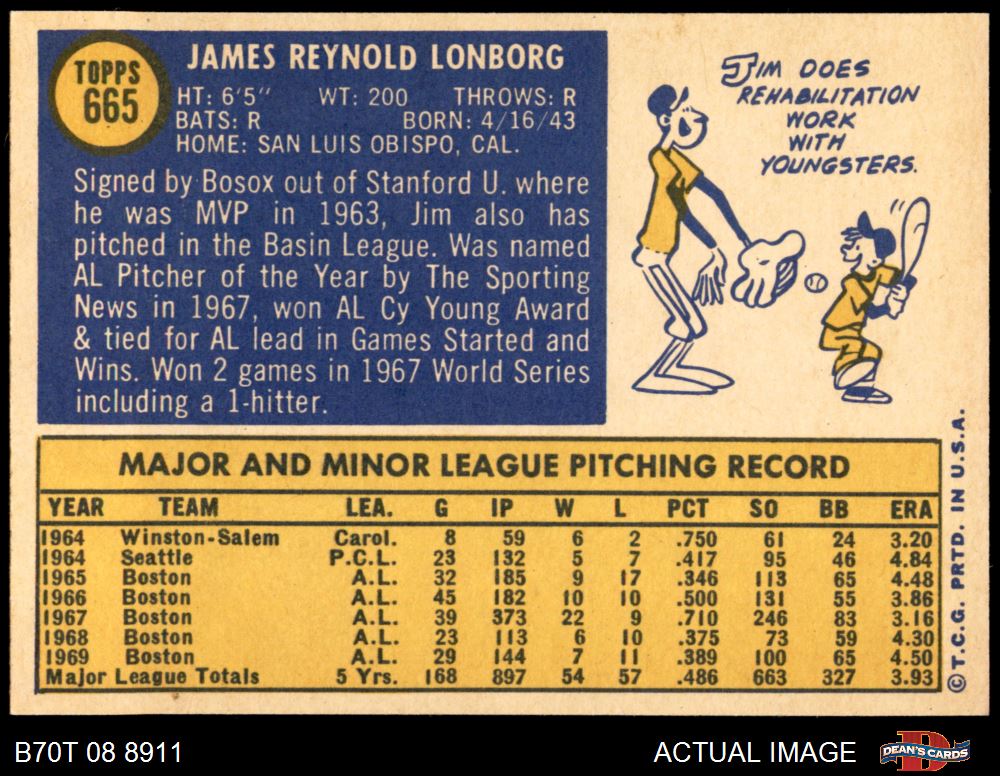 TOPPS
665
JAMES REYNOLD LONBORG
HT: 6'5" WT: 200 THROWS: R
BATS: R BORN: 4/16/43
HOME: SAN LUIS OBISPO, CAL.
Signed by Bosox out of Stanford U. where
he was MVP in 1963, Jim also has
pitched in the Basin League. Was named
AL Pitcher of the Year by The Sporting
News in 1967, won AL Cy Young Award
& tied for AL lead in Games Started and
Wins. Won 2 games in 1967 World Series
including a 1-hitter.
JIM DOES
REHABILITATION
WORK
WITH
YOUNGSTERS.
MAJOR AND MINOR LEAGUE PITCHING RECORD
YEAR TEAM LEA. G IP W L PCT SO BB ERA
1964 Winston-Salem Carol. 8 59 6 2 .750 61 24 3.20
1964 Seattle P.C.L. 23 132 5 7 .417 95 46 4.84
1965 Boston A.L. 32 185 9 17 .346 113 65 4.48
1966 Boston A.L. 45 182 10 10 .500 131 55 3.86
1967 Boston A.L. 39 373 22 9 .710 246 83 3.16
1968 Boston A.L. 23 113 6 10 .375 73 59 4.30
1969 Boston A.L. 29 144 7 11 .389 100 65 4.50
Major League Totals 5 Yrs. 168 897 54 57 .486 663 327 3.93
© T.C.G. PRTD. IN U.S.A.
B70T 08 8911
ACTUAL IMAGE
D
DEAN'S CARDS